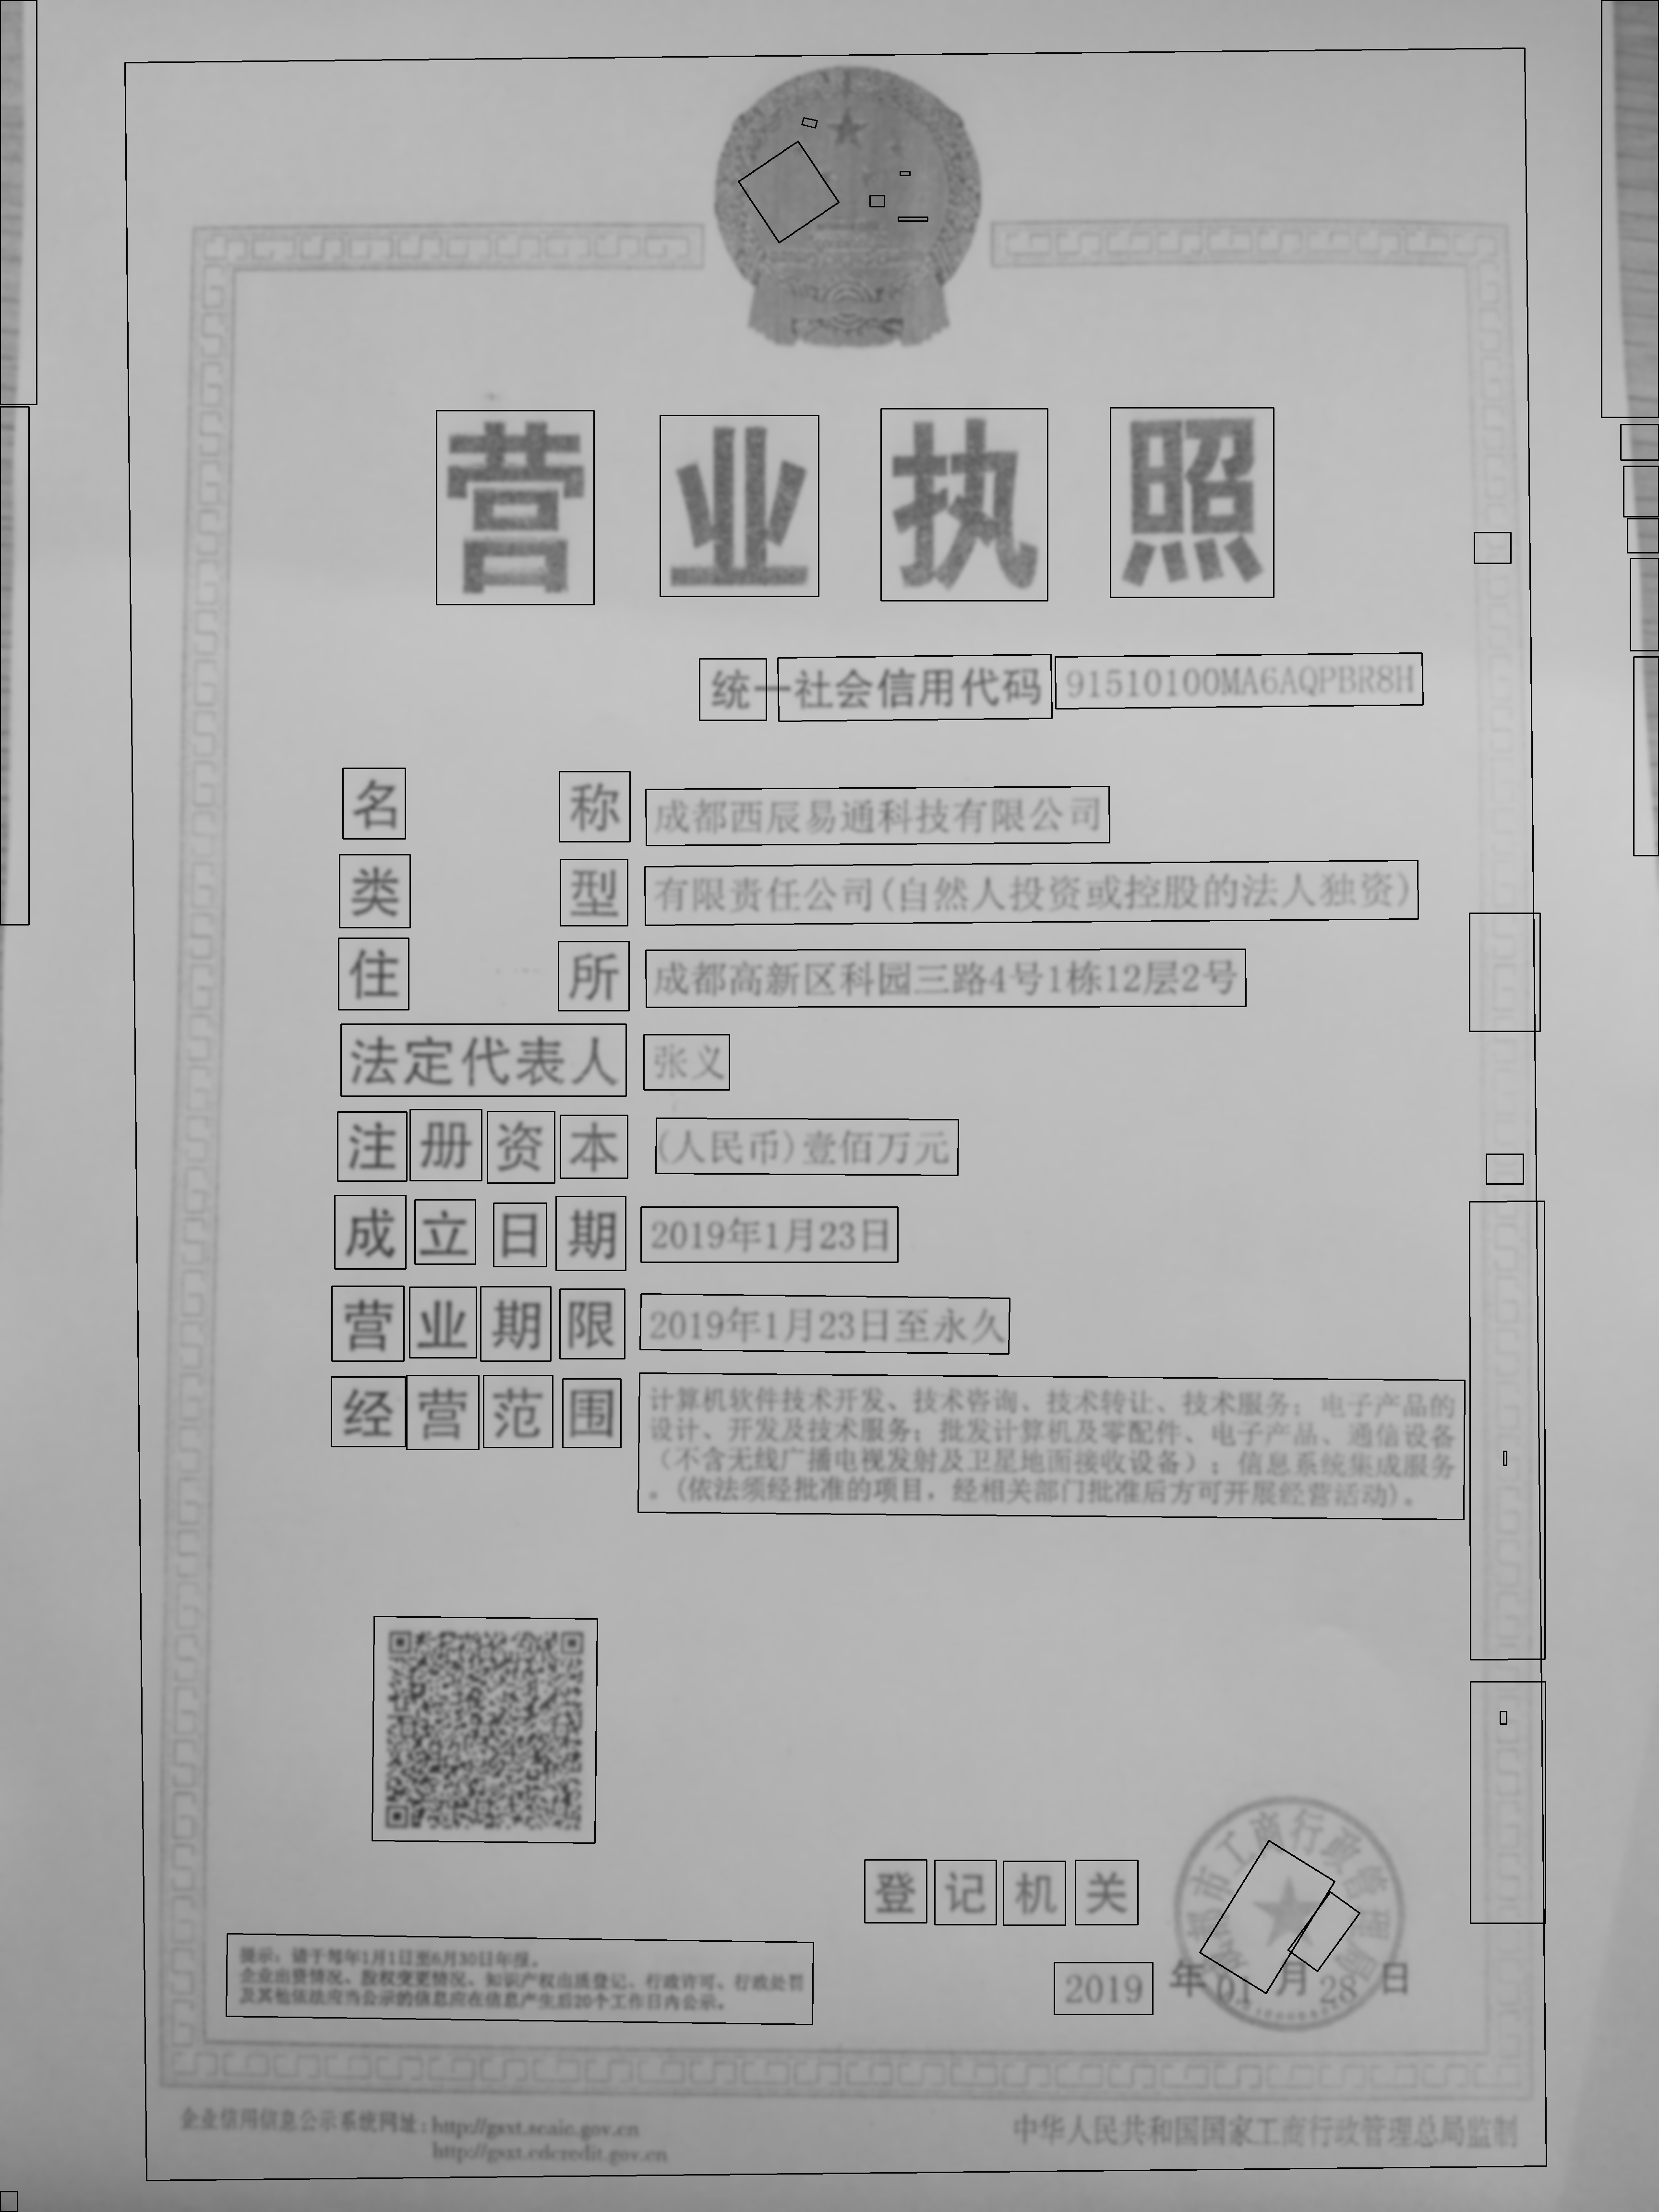 营业执照
统一社会信用代码 91510100MA6AQPBR8H
名称 成都西辰易通科技有限公司
类型 有限责任公司(自然人投资或控股的法人独资)
住所 成都高新区科园三路4号1栋12层2号
法定代表人 张义
注册资本 (人民币)壹佰万元
成立日期 2019年1月23日
营业期限 2019年1月23日至永久
经营范围 计算机软件技术开发、技术咨询、技术转让、技术服务；电子产品的
设计、开发及技术服务；批发计算机及零配件、电子产品、通信设备
（不含无线广播电视发射及卫星地面接收设备）；信息系统集成服务
。(依法须经批准的项目，经相关部门批准后方可开展经营活动)。
成都市工商行政管理局
登记机关
2019 年 01 月 28 日
提示：请于每年1月1日至6月30日年报。
企业出资情况、股权变更情况、知识产权出质登记、行政许可、行政处罚
及其他依法应当公示的信息应在信息产生后20个工作日内公示。
企业信用信息公示系统网址：http://gsxt.scaic.gov.cn
http://gsxt.cdcredit.gov.cn
中华人民共和国国家工商行政管理总局监制